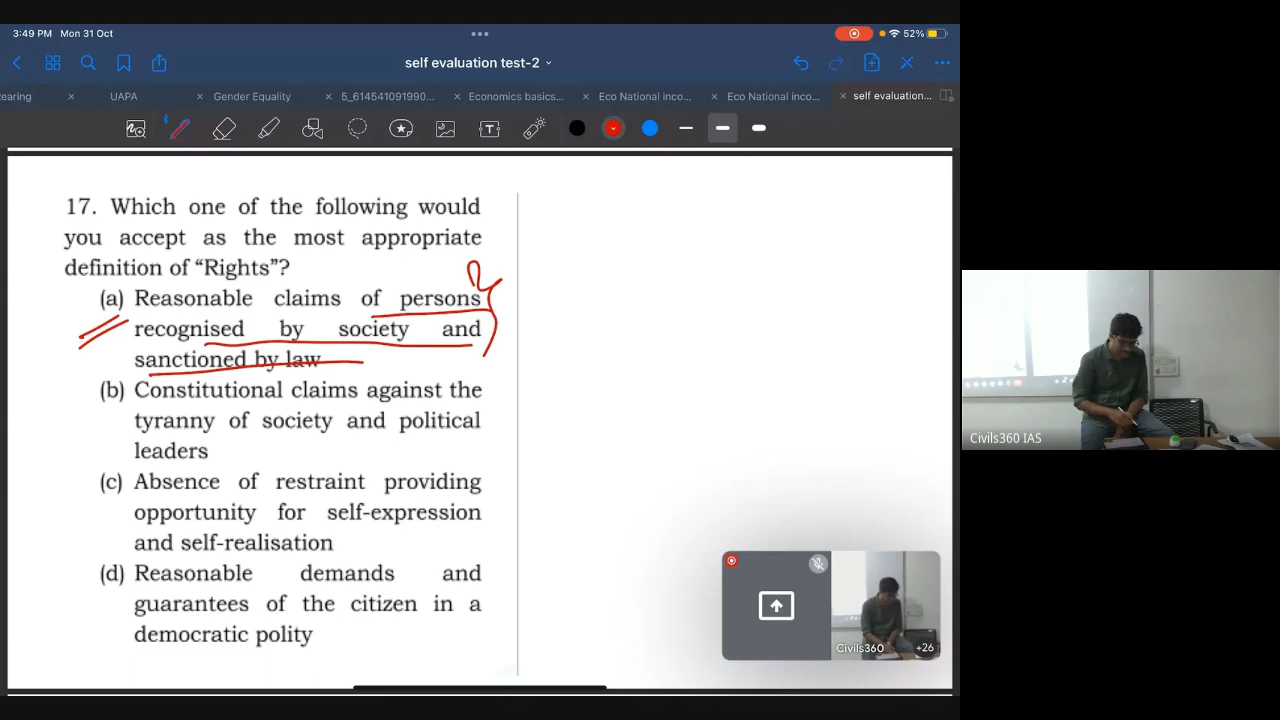 3:49 PM Mon 31 Oct
52%
self evaluation test-2
earing
UAPA
Gender Equality
5_614541091990...
Economics basics...
Eco National inco...
Eco National inco...
self evaluation...
17. Which one of the following would
you accept as the most appropriate
definition of “Rights”?
(a) Reasonable claims of persons
recognised by society and
sanctioned by law
(b) Constitutional claims against the
tyranny of society and political
leaders
(c) Absence of restraint providing
opportunity for self-expression
and self-realisation
(d) Reasonable demands and
guarantees of the citizen in a
democratic polity
Civils360 IAS
Civils360
+26